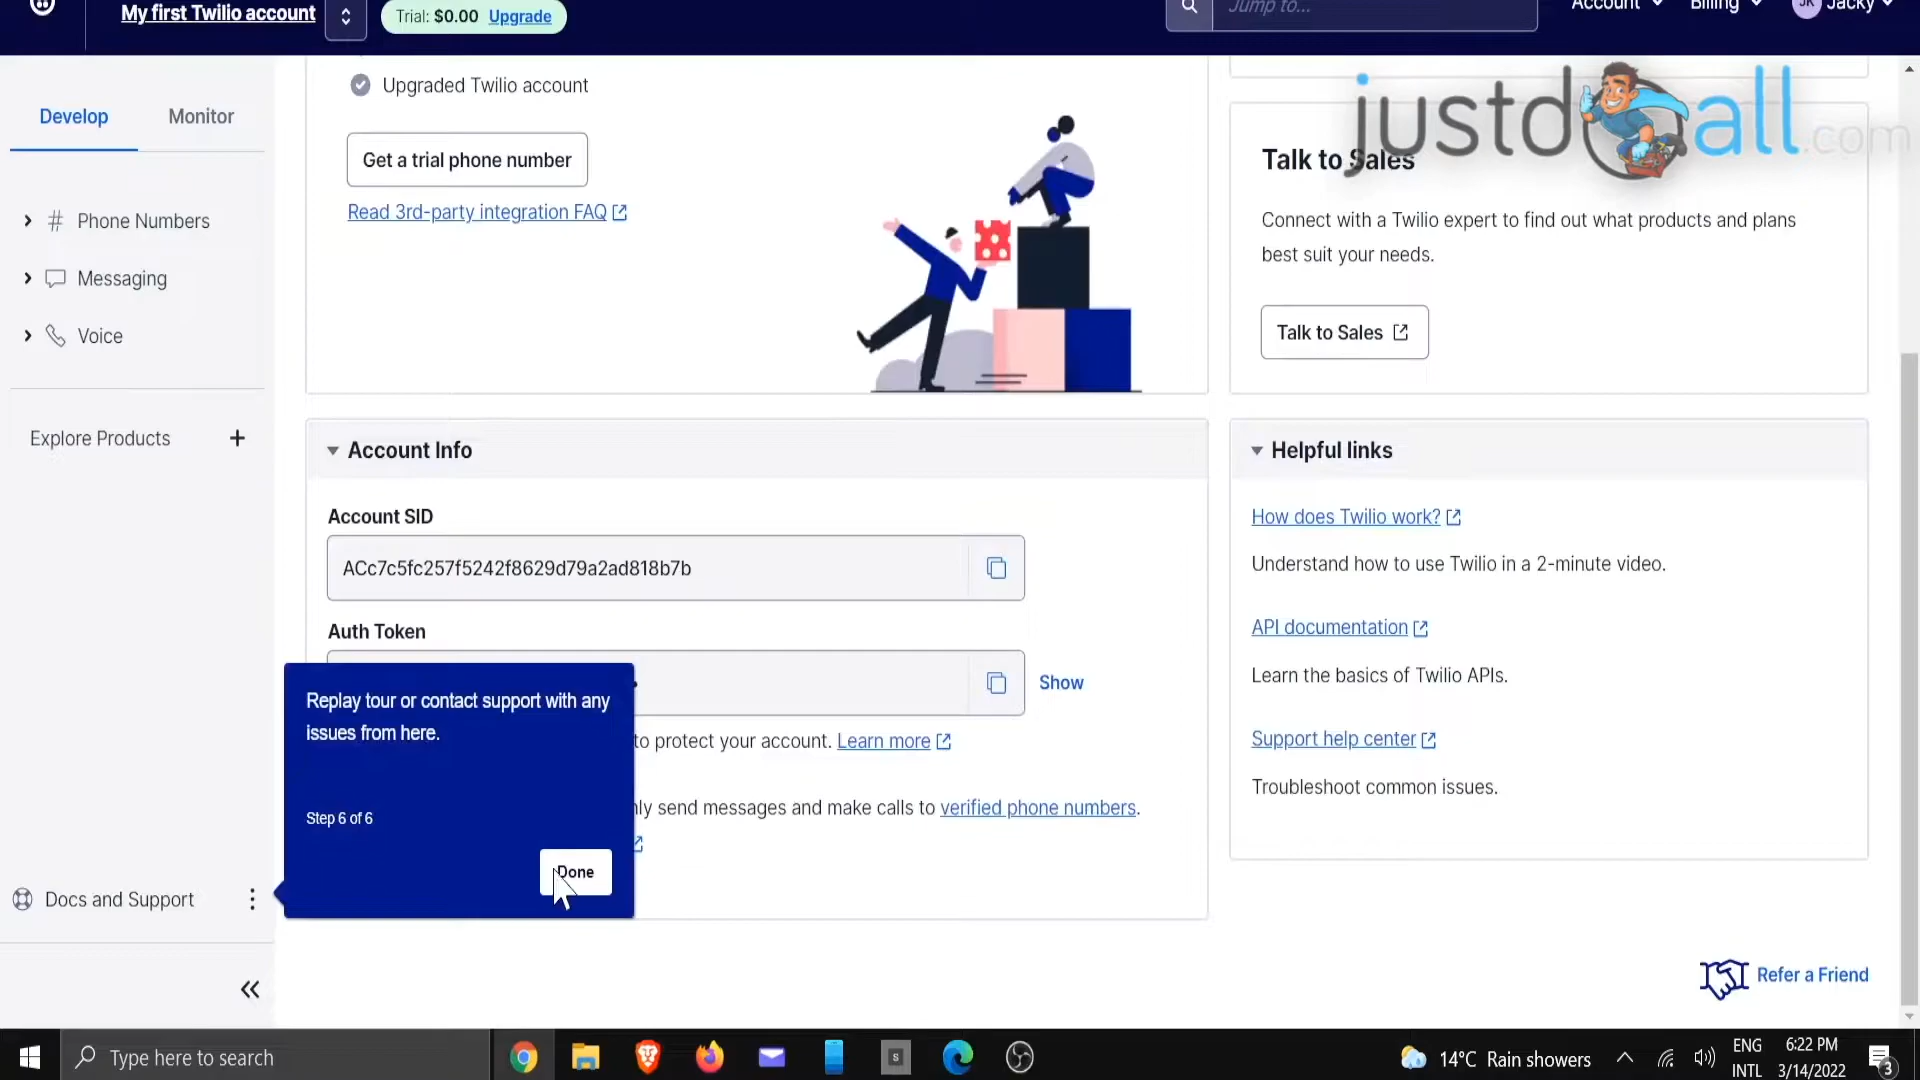 My first Twilio account
Trial: $0.00 Upgrade
Jump to...
Account
Billing
JK Jacky
Develop
Monitor
Phone Numbers
Messaging
Voice
Explore Products
Docs and Support
Upgraded Twilio account
Get a trial phone number
Read 3rd-party integration FAQ
justdoall.com
Talk to Sales
Connect with a Twilio expert to find out what products and plans
best suit your needs.
Talk to Sales
Account Info
Account SID
ACc7c5fc257f5242f8629d79a2ad818b7b
Auth Token
Show
to protect your account. Learn more
send messages and make calls to verified phone numbers.
Replay tour or contact support with any
issues from here.
Step 6 of 6
Done
Helpful links
How does Twilio work?
Understand how to use Twilio in a 2-minute video.
API documentation
Learn the basics of Twilio APIs.
Support help center
Troubleshoot common issues.
Refer a Friend
Type here to search
S
14°C Rain showers
ENG
INTL
6:22 PM
3/14/2022
3